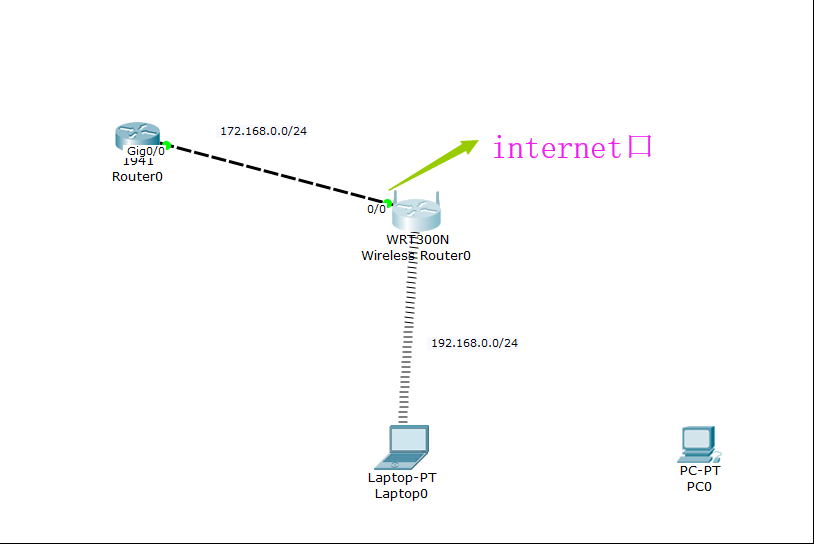 172.168.0.0/24
internet口
Gig0/0
1941
Router0
0/0
WRT300N
Wireless Router0
192.168.0.0/24
Laptop-PT
Laptop0
PC-PT
PC0